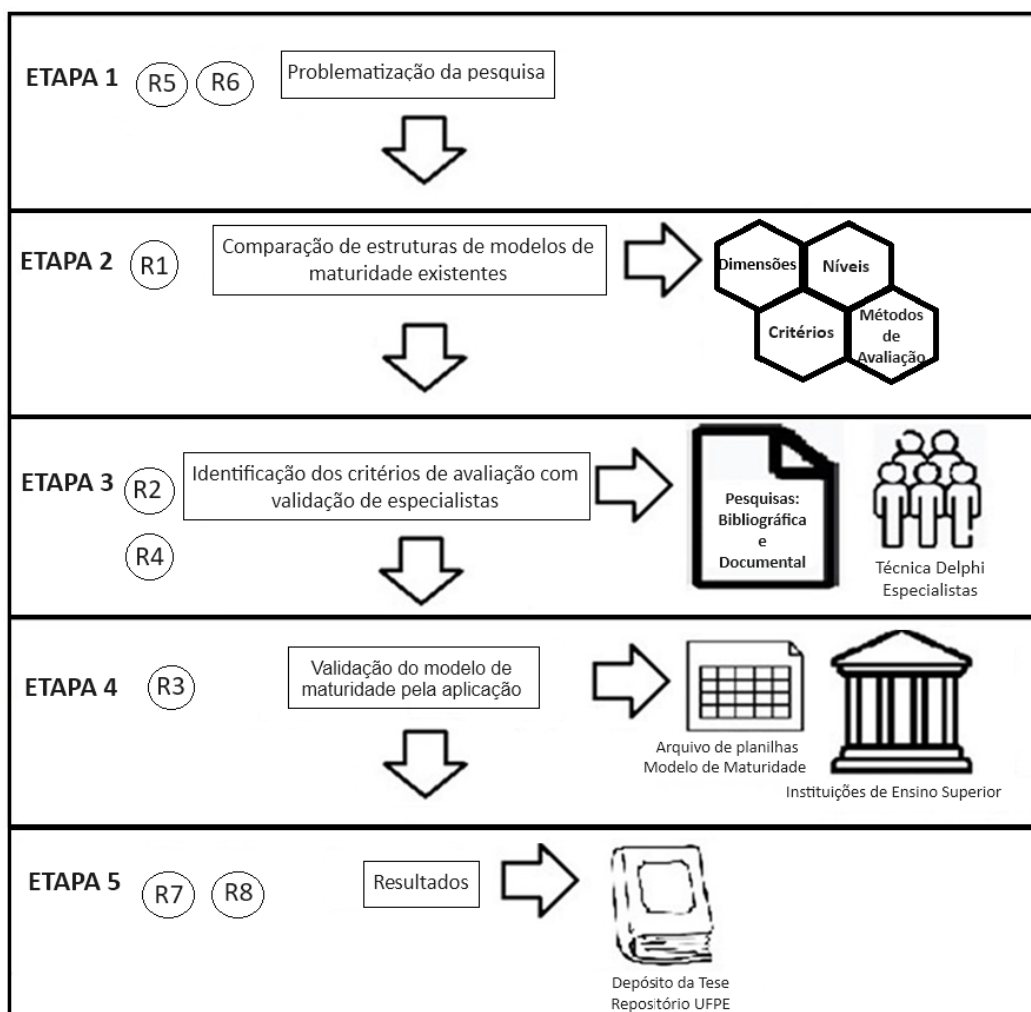 ETAPA 1
R5
R6
Problematização da pesquisa
ETAPA 2
R1
Comparação de estruturas de modelos de
maturidade existentes
Dimensões
Níveis
Critérios
Métodos
de
Avaliação
ETAPA 3
R2
R4
Identificação dos critérios de avaliação com
validação de especialistas
Pesquisas:
Bibliográfica
e
Documental
Técnica Delphi
Especialistas
ETAPA 4
R3
Validação do modelo de
maturidade pela aplicação
Arquivo de planilhas
Modelo de Maturidade
Instituições de Ensino Superior
ETAPA 5
R7
R8
Resultados
Depósito da Tese
Repositório UFPE